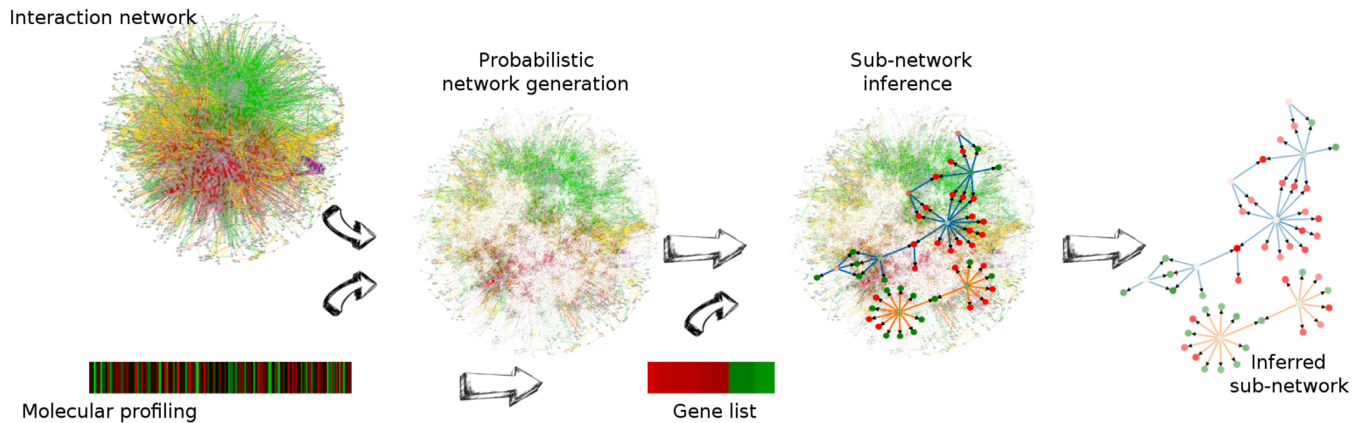 Interaction network
Probabilistic
network generation
Sub-network
inference
Inferred
sub-network
Molecular profiling
Gene list